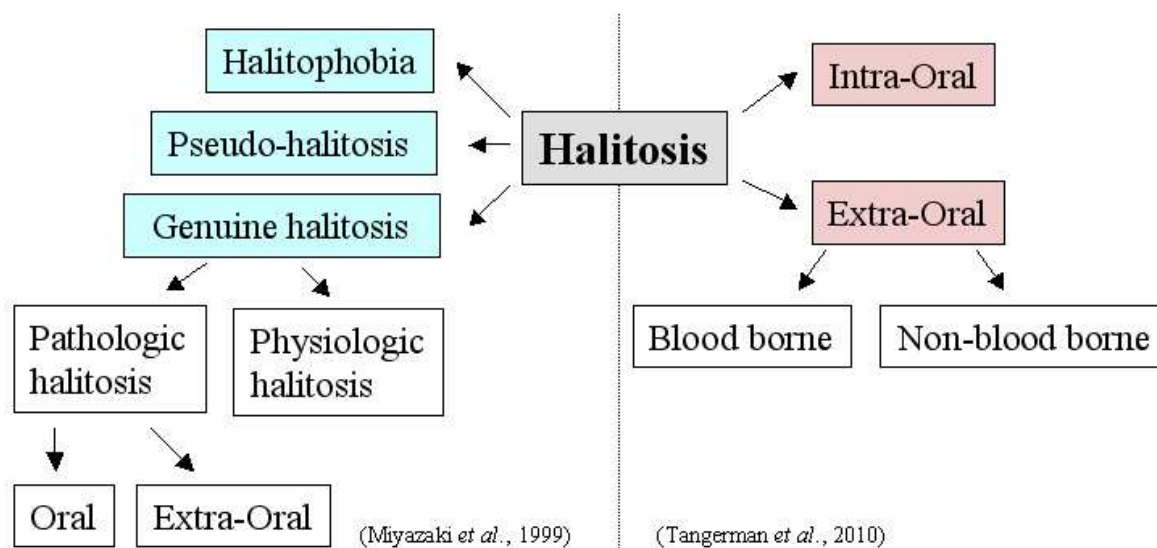 Halitosis
Halitophobia
Pseudo-halitosis
Genuine halitosis
Pathologic
halitosis
Physiologic
halitosis
Oral
Extra-Oral
(Miyazaki et al., 1999)
Intra-Oral
Extra-Oral
Blood borne
Non-blood borne
(Tangerman et al., 2010)